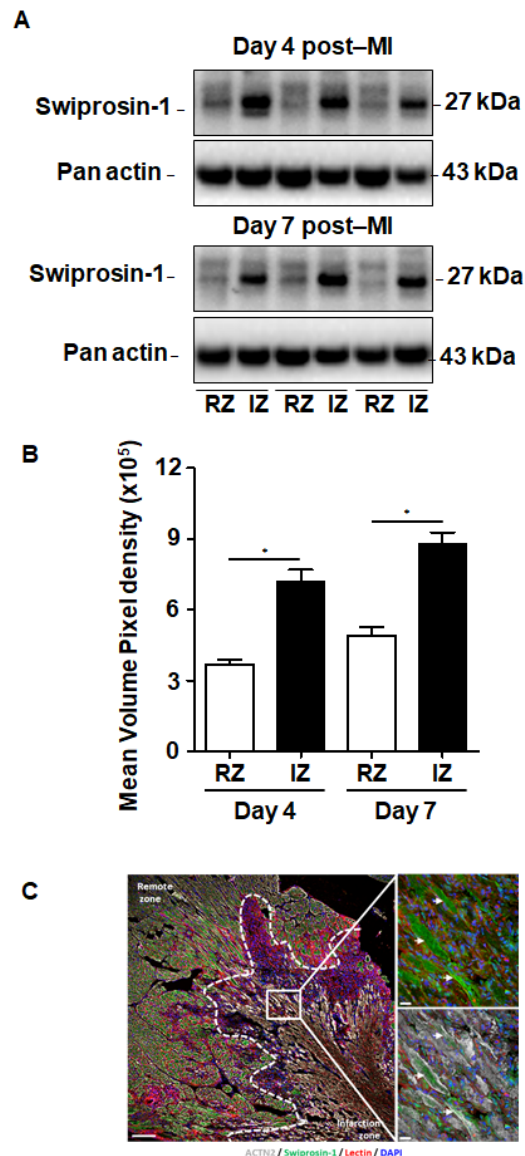 A
Day 4 post–MI
Swiprosin-1 –
- 27 kDa
Pan actin –
- 43 kDa
Day 7 post–MI
Swiprosin-1 –
- 27 kDa
Pan actin –
- 43 kDa
RZ IZ RZ IZ RZ IZ
B
Mean Volume Pixel density (x10⁵)
12
9
6
3
0
*
*
RZ IZ RZ IZ
Day 4 Day 7
C
Remote
zone
Infarction
zone
ACTN2 / Swiprosin-1 / Lectin / DAPI